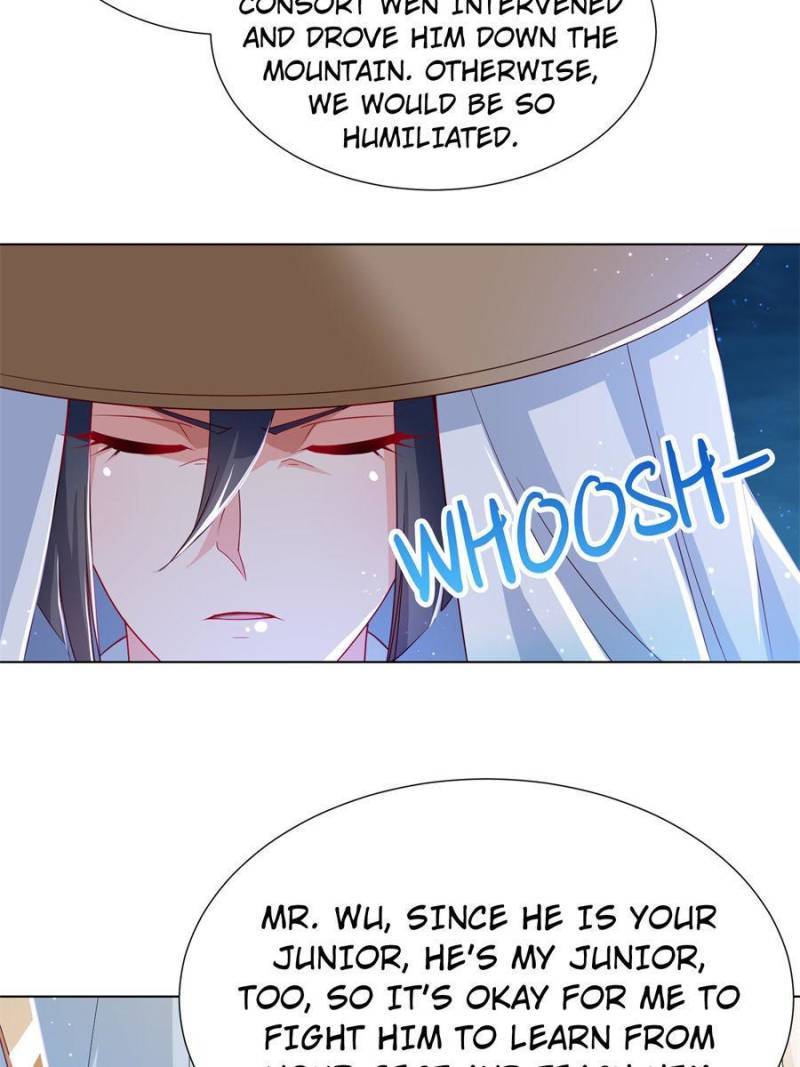 CONSORT WEN INTERVENED
AND DROVE HIM DOWN THE
MOUNTAIN. OTHERWISE,
WE WOULD BE SO
HUMILIATED.
WHOOSH-
MR. WU, SINCE HE IS YOUR
JUNIOR, HE'S MY JUNIOR,
TOO, SO IT'S OKAY FOR ME TO
FIGHT HIM TO LEARN FROM